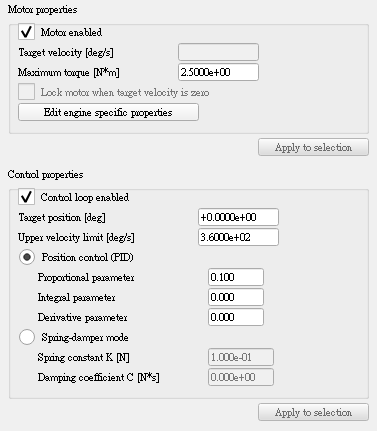 Motor properties
Motor enabled
Target velocity [deg/s]
Maximum torque [N*m] 2.5000e+00
Lock motor when target velocity is zero
Edit engine specific properties
Apply to selection
Control properties
Control loop enabled
Target position [deg] +0.0000e+00
Upper velocity limit [deg/s] 3.6000e+02
Position control (PID)
Proportional parameter 0.100
Integral parameter 0.000
Derivative parameter 0.000
Spring-damper mode
Spring constant K [N] 1.000e-01
Damping coefficient C [N*s] 0.000e+00
Apply to selection